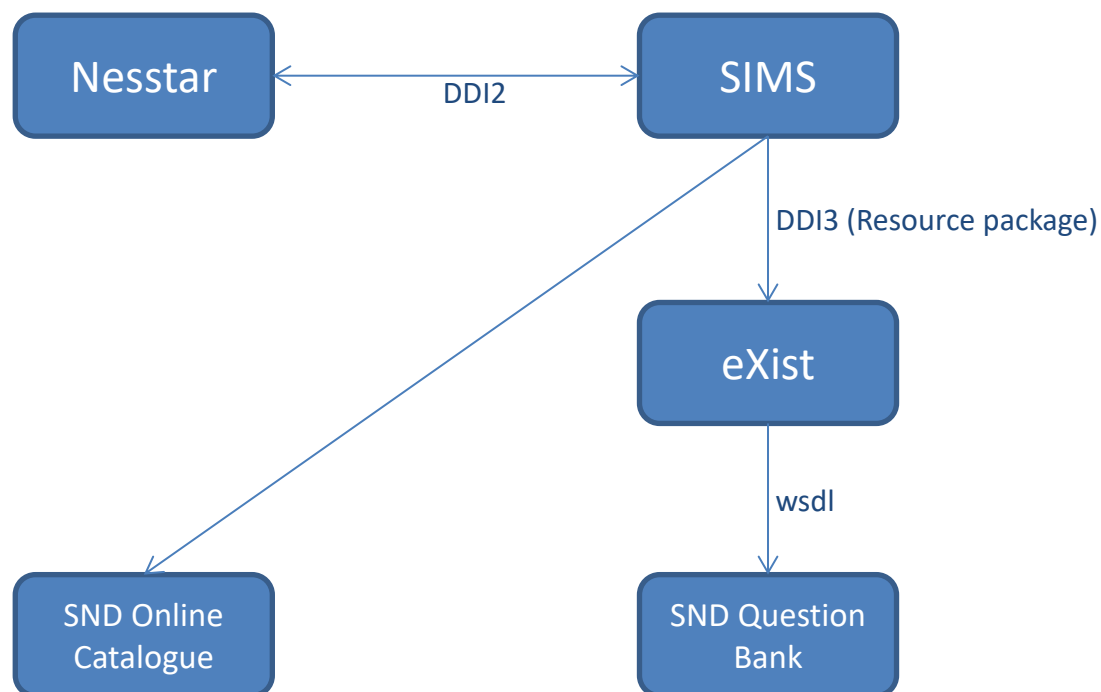 Nesstar
SIMS
DDI2
DDI3 (Resource package)
eXist
wsdl
SND Online
Catalogue
SND Question
Bank